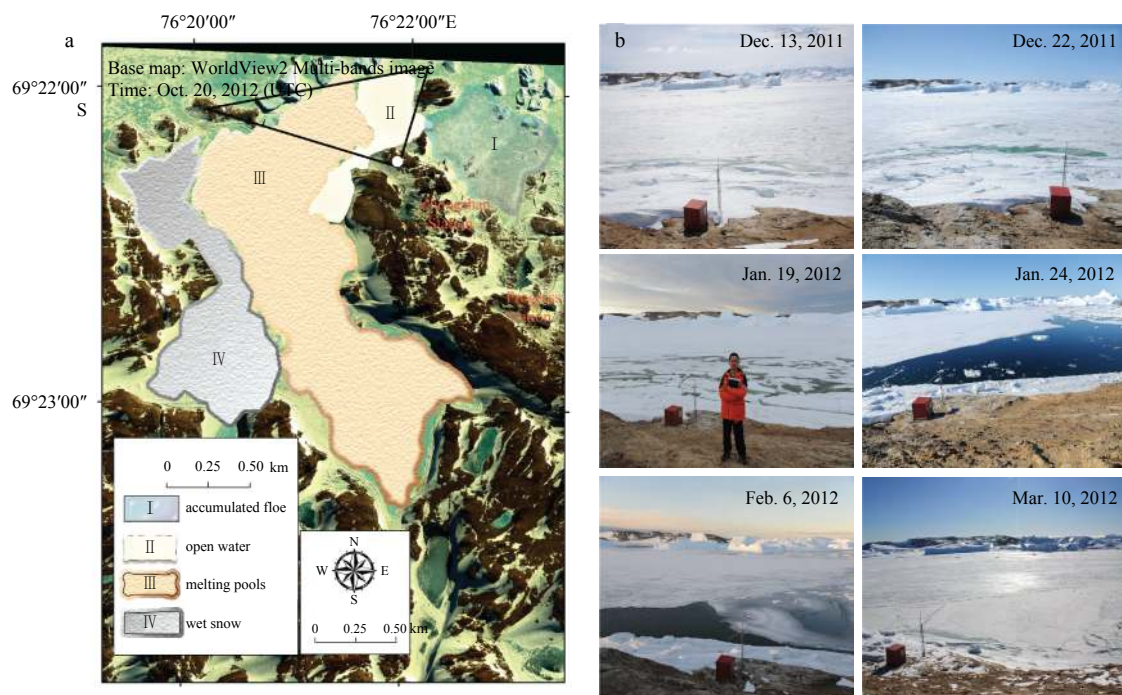 76°20′00″
76°22′00″E
a
Base map: WorldView2 Multi-bands image
Time: Oct. 20, 2012 (UTC)
69°22′00″
S
69°23′00″
I
II
III
IV
0 0.25 0.50 km
I accumulated floe
II open water
III melting pools
IV wet snow
N
W E
S
km
0 0.25 0.50
b
Dec. 13, 2011
Dec. 22, 2011
Jan. 19, 2012
Jan. 24, 2012
Feb. 6, 2012
Mar. 10, 2012